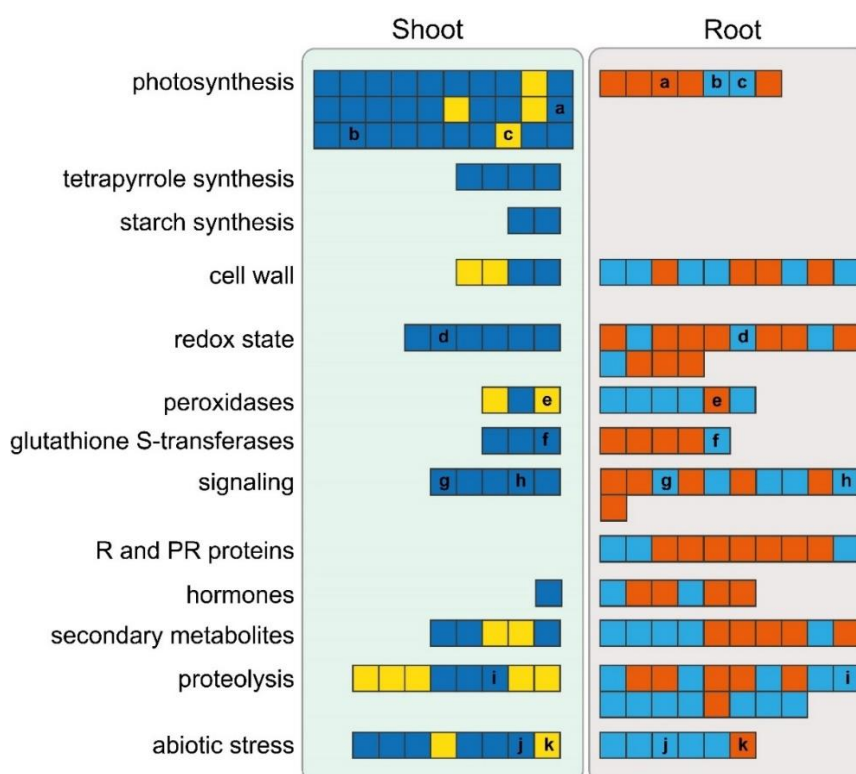 Shoot Root
photosynthesis a b c
a
b c
tetrapyrrole synthesis
starch synthesis
cell wall
redox state d d
peroxidases e e
glutathione S-transferases f f
signaling g h g h
R and PR proteins
hormones
secondary metabolites
proteolysis i i
abiotic stress j k j k